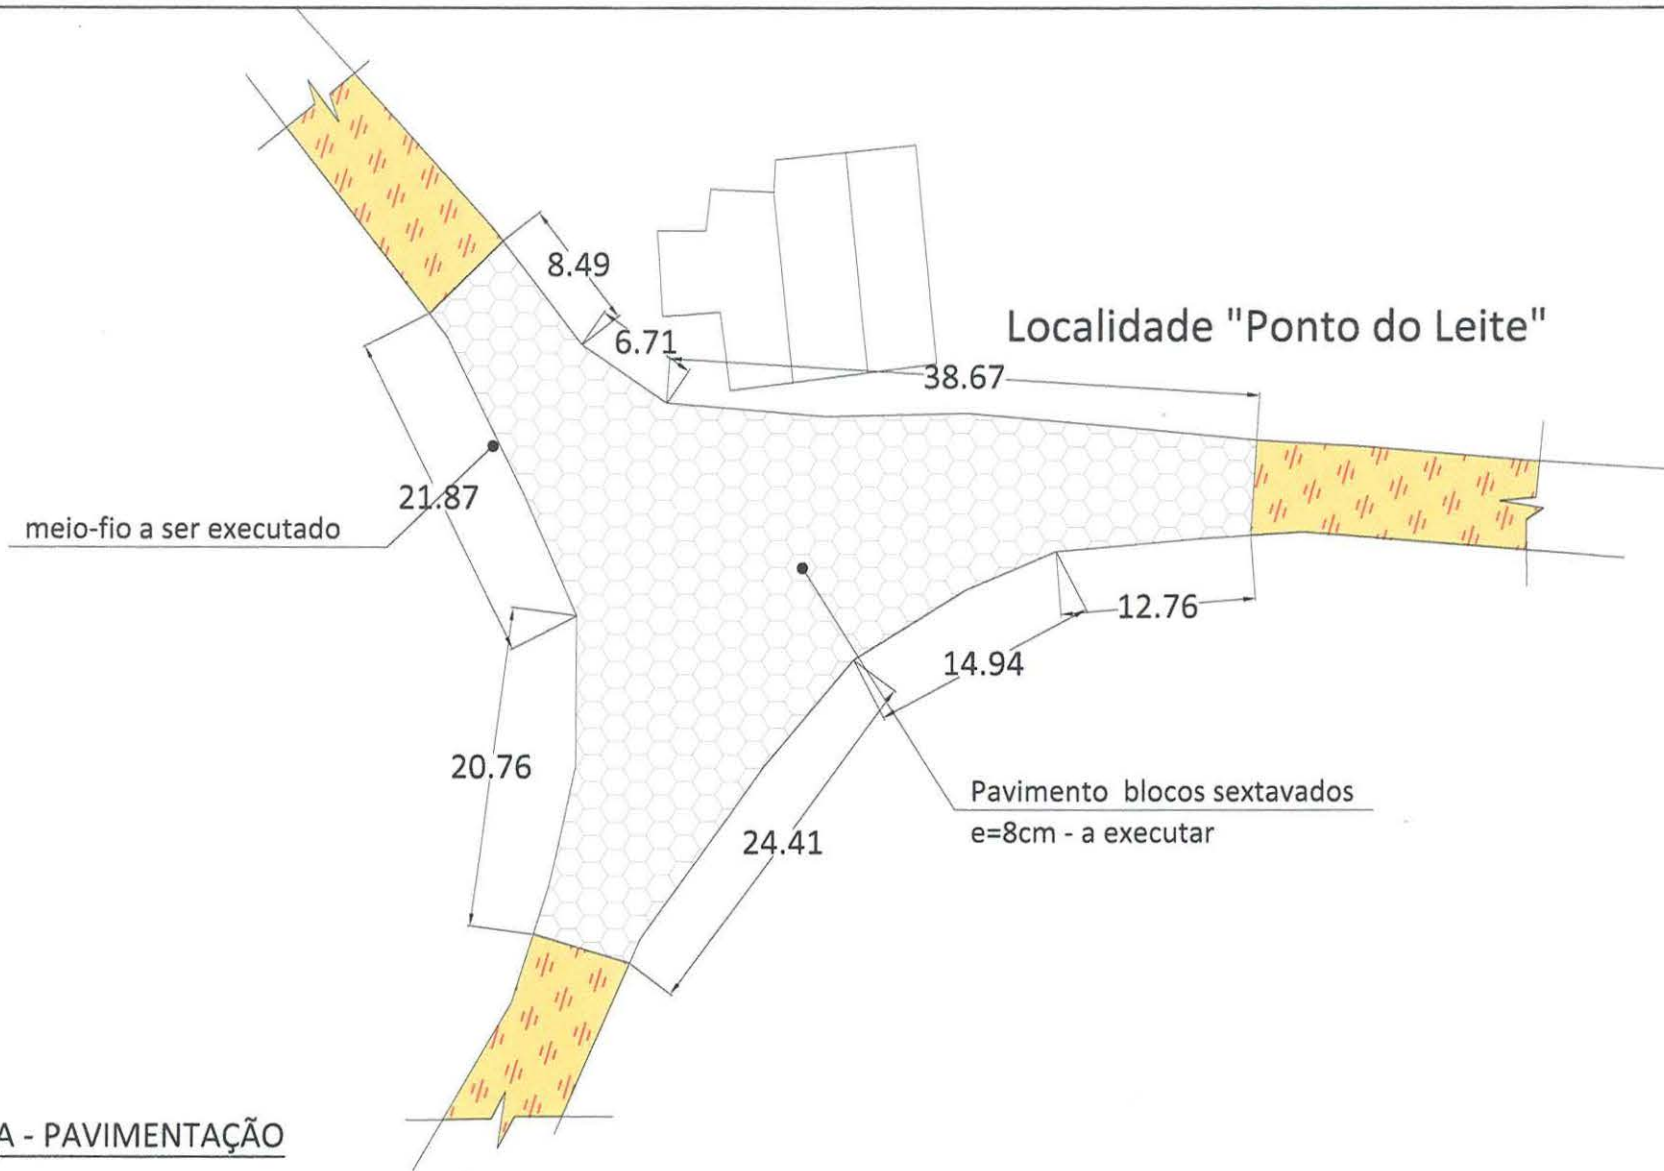 8.49
6.71
Localidade "Ponto do Leite"
38.67
21.87
meio-fio a ser executado
12.76
14.94
20.76
Pavimento blocos sextavados
e=8cm - a executar
24.41
A - PAVIMENTAÇÃO